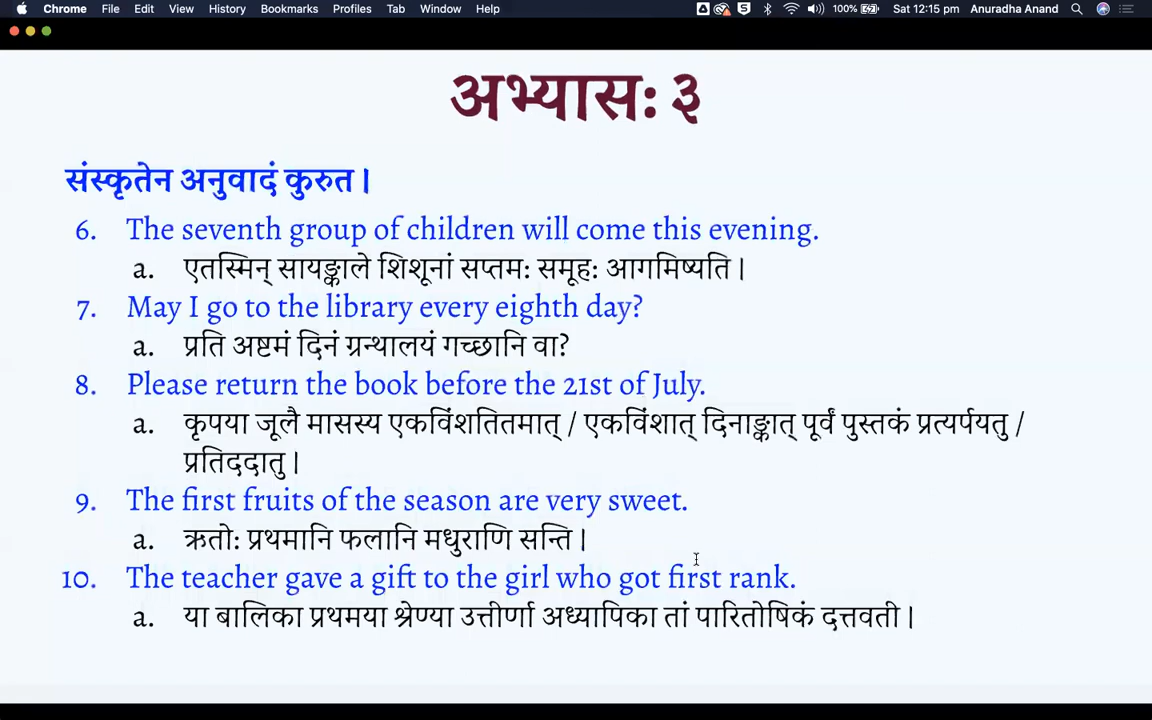 Chrome File Edit View History Bookmarks Profiles Tab Window Help 100% Sat 12:15 pm Anuradha Anand
अभ्यासः ३
संस्कृतेन अनुवादं कुरुत।
6. The seventh group of children will come this evening.
a. एतस्मिन् सायङ्काले शिशूनां सप्तमः समूहः आगमिष्यति।
7. May I go to the library every eighth day?
a. प्रति अष्टमं दिनं ग्रन्थालयं गच्छानि वा?
8. Please return the book before the 21st of July.
a. कृपया जूलै मासस्य एकविंशतितमात् / एकविंशात् दिनाङ्कात् पूर्वं पुस्तकं प्रत्यर्पयतु /
प्रतिददातु।
9. The first fruits of the season are very sweet.
a. ऋतोः प्रथमानि फलानि मधुराणि सन्ति।
10. The teacher gave a gift to the girl who got first rank.
a. या बालिका प्रथमया श्रेण्या उत्तीर्णा अध्यापिका तां पारितोषिकं दत्तवती।